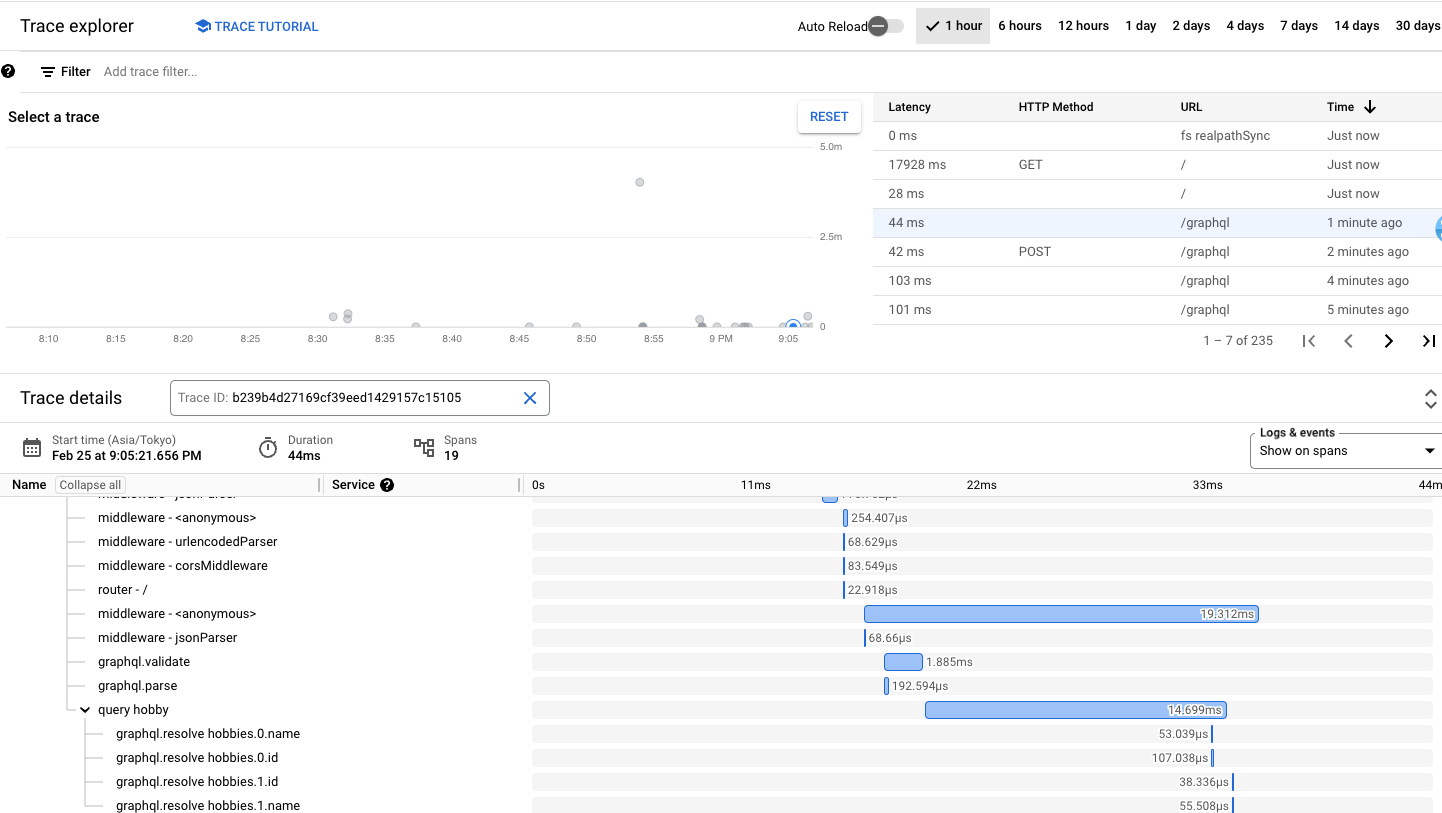 Trace explorer TRACE TUTORIAL Auto Reload 1 hour 6 hours 12 hours 1 day 2 days 4 days 7 days 14 days 30 days
Filter Add trace filter...
Select a trace RESET
5.0m
2.5m
0
8:10 8:15 8:20 8:25 8:30 8:35 8:40 8:45 8:50 8:55 9 PM 9:05
Latency HTTP Method URL Time
0 ms fs realpathSync Just now
17928 ms GET / Just now
28 ms / Just now
44 ms /graphql 1 minute ago
42 ms POST /graphql 2 minutes ago
103 ms /graphql 4 minutes ago
101 ms /graphql 5 minutes ago
1 – 7 of 235
Trace details Trace ID: b239b4d27169cf39eed1429157c15105
Start time (Asia/Tokyo) Duration Spans
Feb 25 at 9:05:21.656 PM 44ms 19
Logs & events
Show on spans
Name Collapse all Service 0s 11ms 22ms 33ms 44m
middleware - jsonParser
middleware - <anonymous> 254.407µs
middleware - urlencodedParser 68.629µs
middleware - corsMiddleware 83.549µs
router - / 22.918µs
middleware - <anonymous> 19.312ms
middleware - jsonParser 68.66µs
graphql.validate 1.885ms
graphql.parse 192.594µs
query hobby 14.699ms
graphql.resolve hobbies.0.name 53.039µs
graphql.resolve hobbies.0.id 107.038µs
graphql.resolve hobbies.1.id 38.336µs
graphql.resolve hobbies.1.name 55.508µs